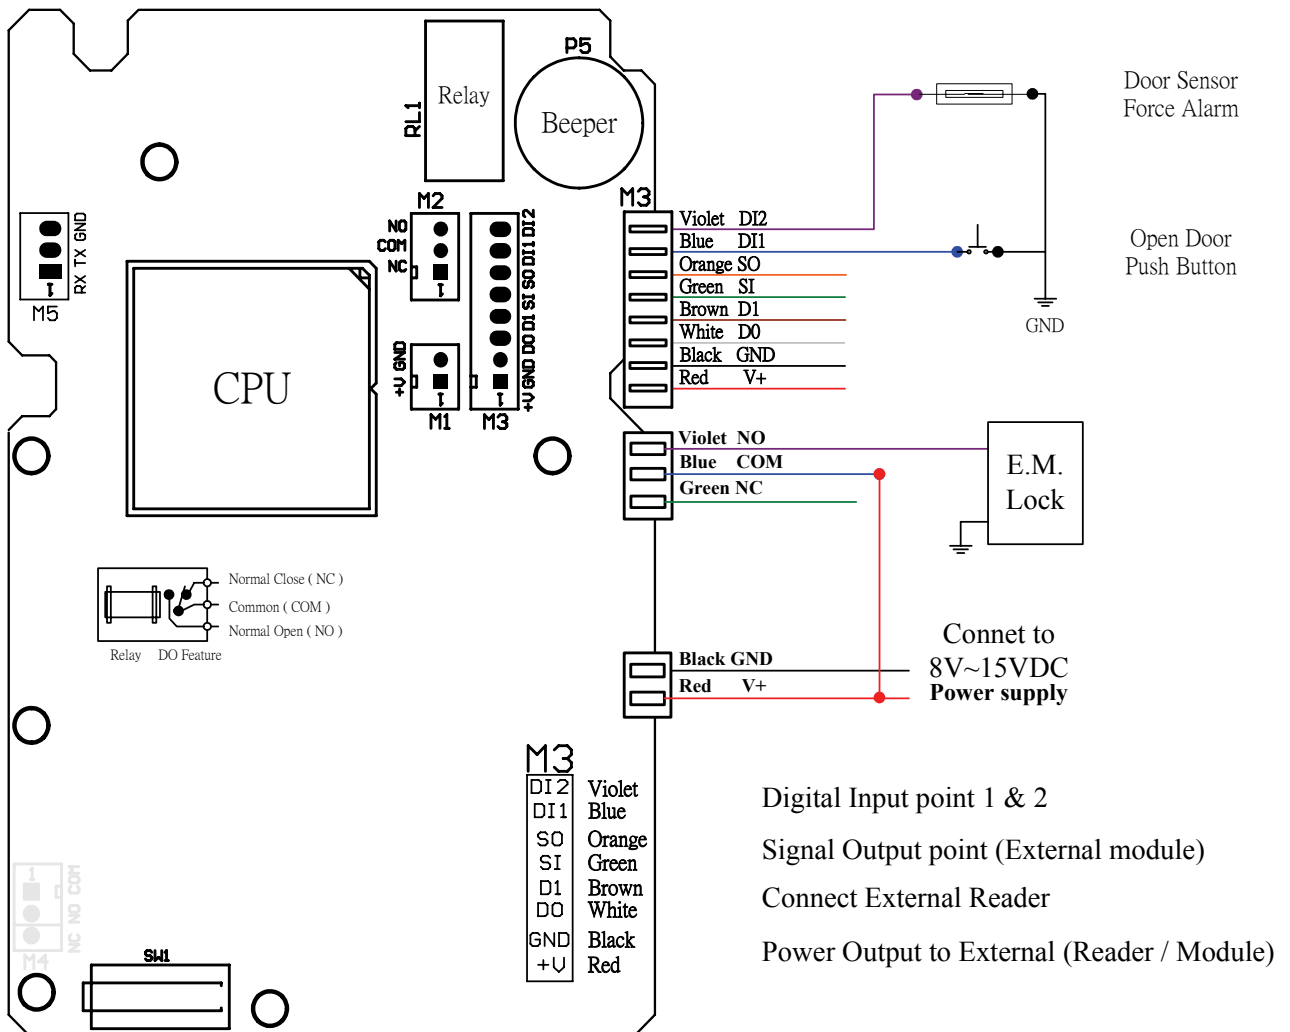 P5
Relay
RL1
Beeper
Door Sensor
Force Alarm
M2
NO
COM
NC
1
DI2
DI1
SO
SI
D1
D0
GND
+V
1
M3
RX TX GND
1
M5
+V GND
1
M1
CPU
M3
Violet DI2
Blue DI1
Orange SO
Green SI
Brown D1
White D0
Black GND
Red V+
Open Door
Push Button
GND
Violet NO
Blue COM
Green NC
E.M.
Lock
Normal Close ( NC )
Common ( COM )
Normal Open ( NO )
Relay DO Feature
Black GND
Red V+
Connet to
8V~15VDC
Power supply
M3
DI2 Violet
DI1 Blue
SO Orange
SI Green
D1 Brown
D0 White
GND Black
+V Red
Digital Input point 1 & 2
Signal Output point (External module)
Connect External Reader
Power Output to External (Reader / Module)
1
NC NO COM
M4
SW1